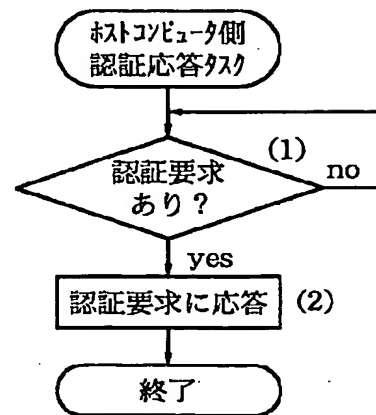 ホストコンピュータ側
認証応答タスク
(1)
認証要求
あり?
no
yes
認証要求に応答
(2)
終了